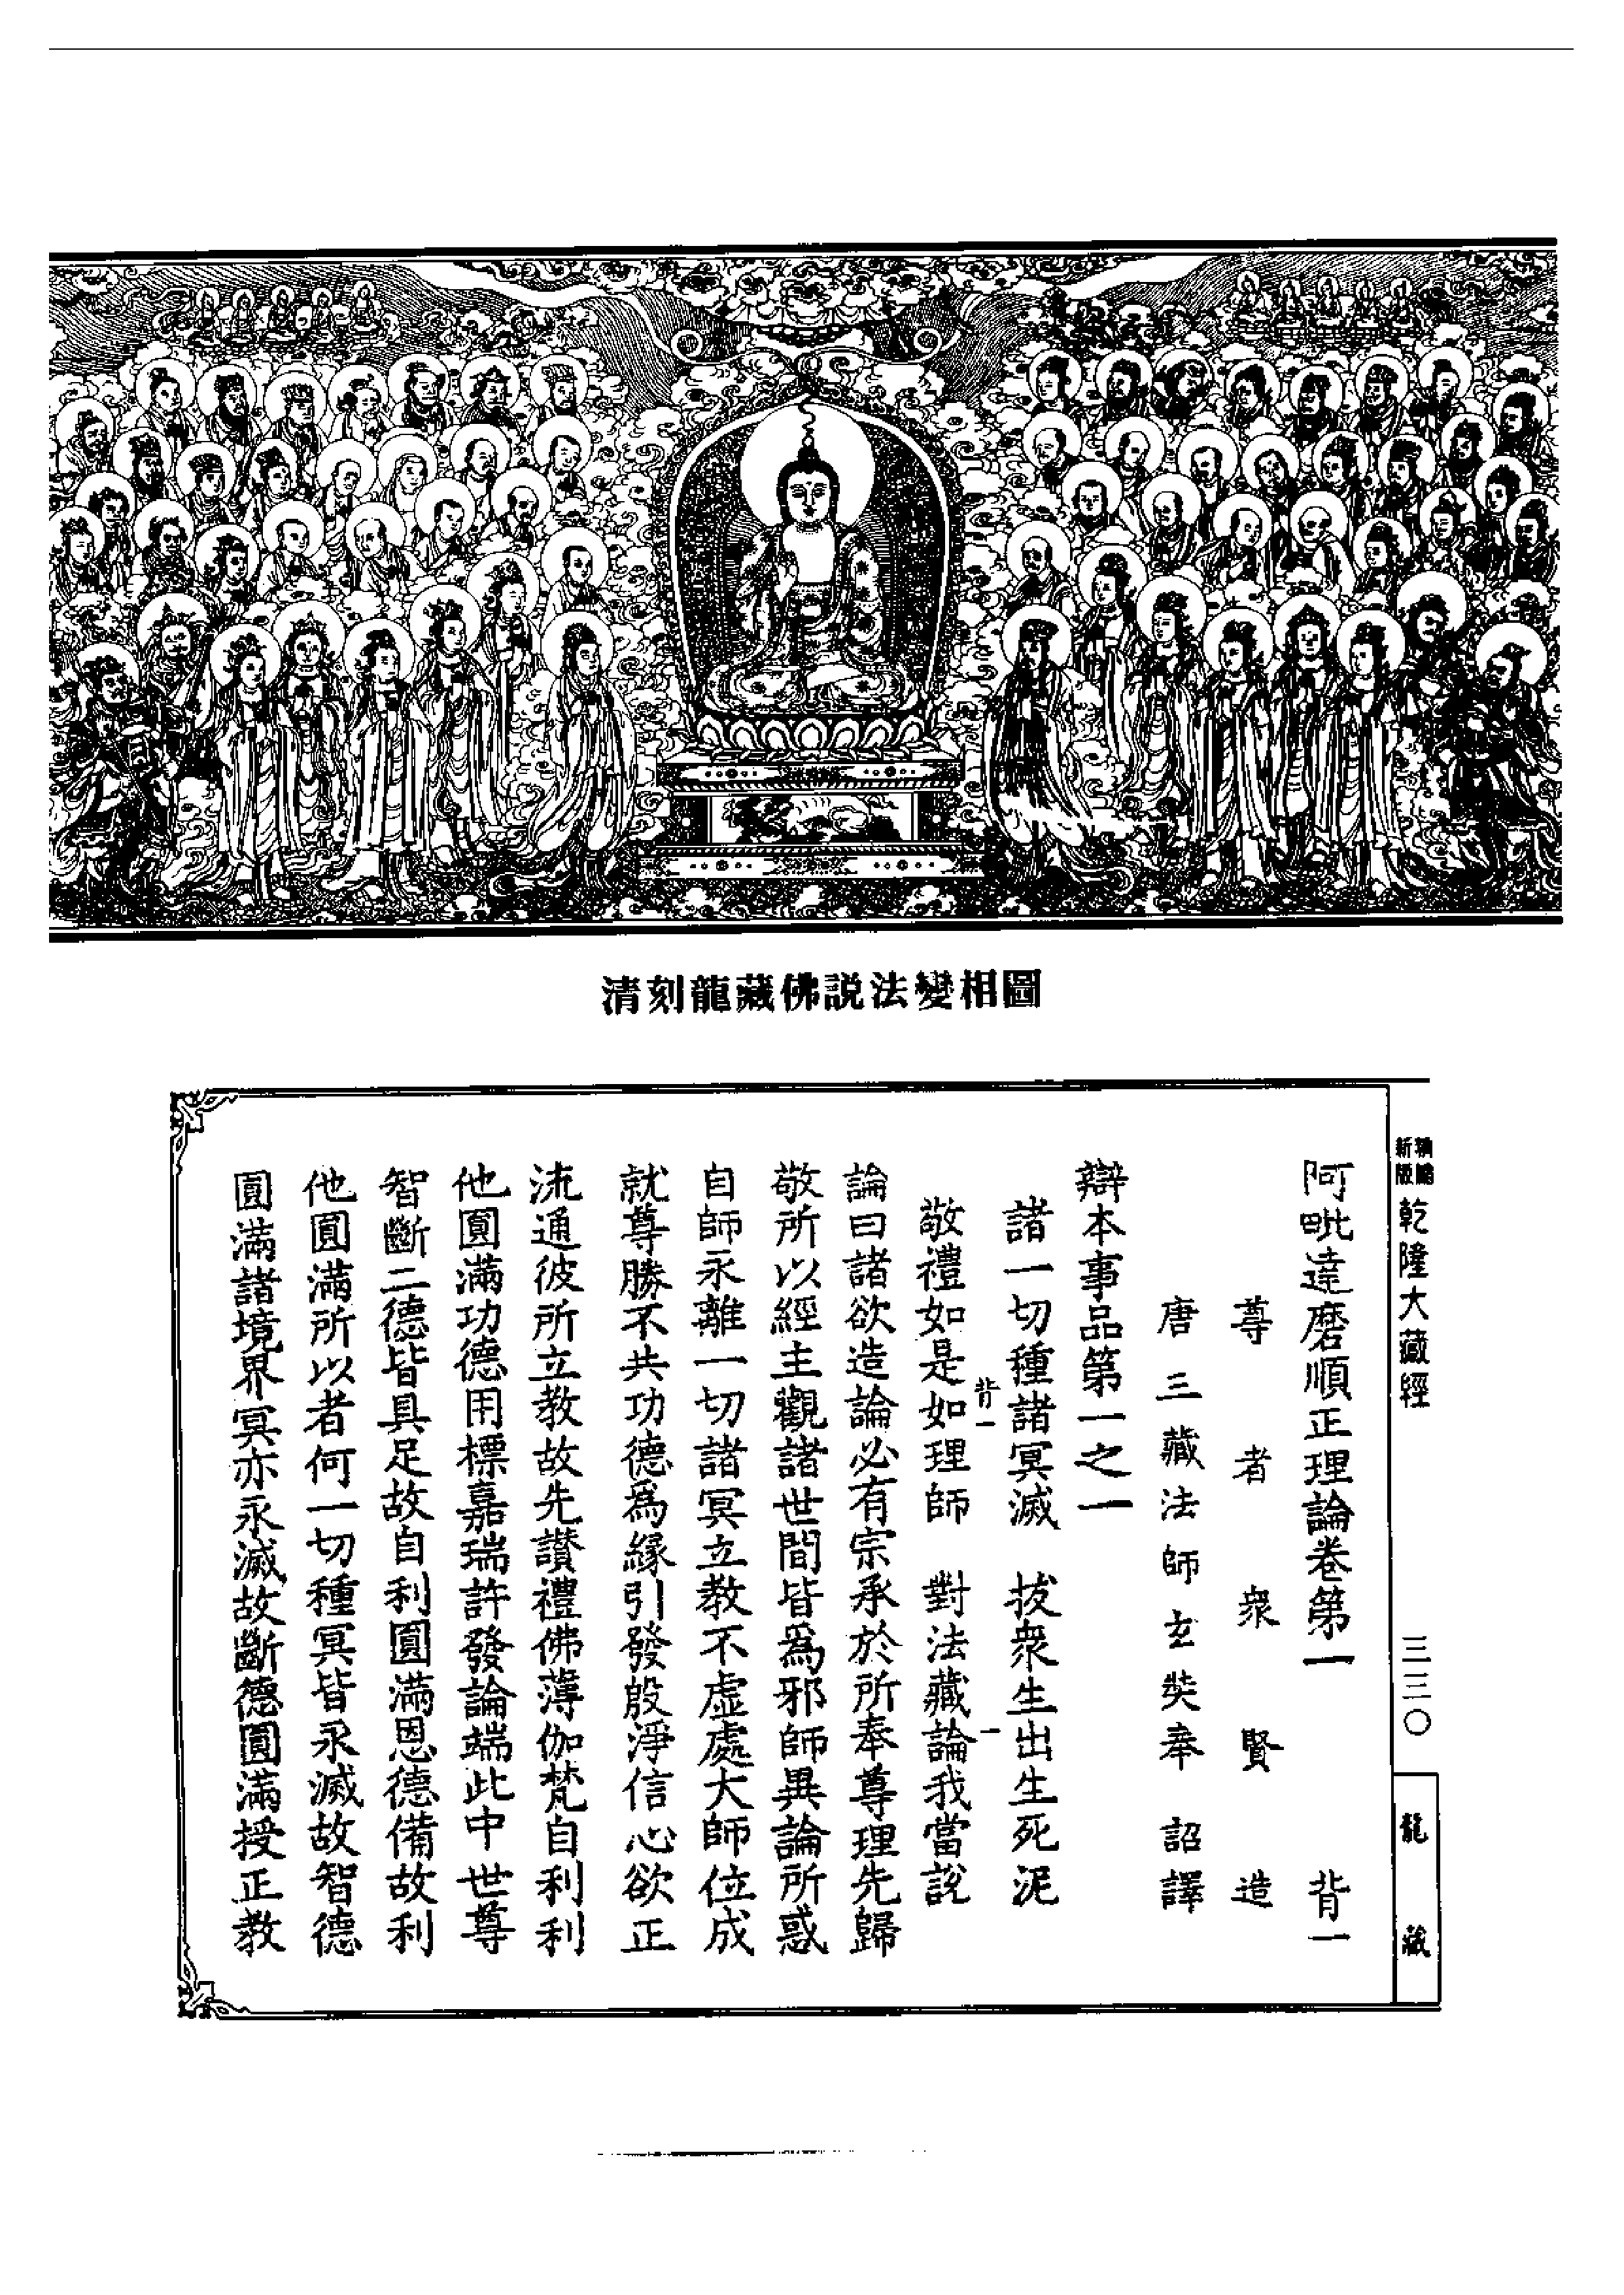 清刻龍藏佛説法變相圖
新版
乾隆大藏經
三三〇
龍藏
阿毗達磨順正理論卷第一 背一
尊者衆賢造
唐三藏法師玄奘奉詔譯
辯本事品第一之一
諸一切種諸冥滅 拔衆生出生死泥
背一 一
敬禮如是如理師 對法藏論我當說
論曰諸欲造論必有宗承於所奉尊理先歸
敬所以經主觀諸世間皆爲邪師異論所惑
自師永離一切諸冥立教不虛處大師位成
就尊勝不共功德爲緣引發殷淨信心欲正
流通彼所立教故先讃禮佛薄伽梵自利利
他圓滿功德用標嘉瑞許發論端此中世尊
智斷二德皆具足故自利圓滿恩德備故利
他圓滿所以者何一切種冥皆永滅故智德
圓滿諸境界冥亦永滅故斷德圓滿授正教